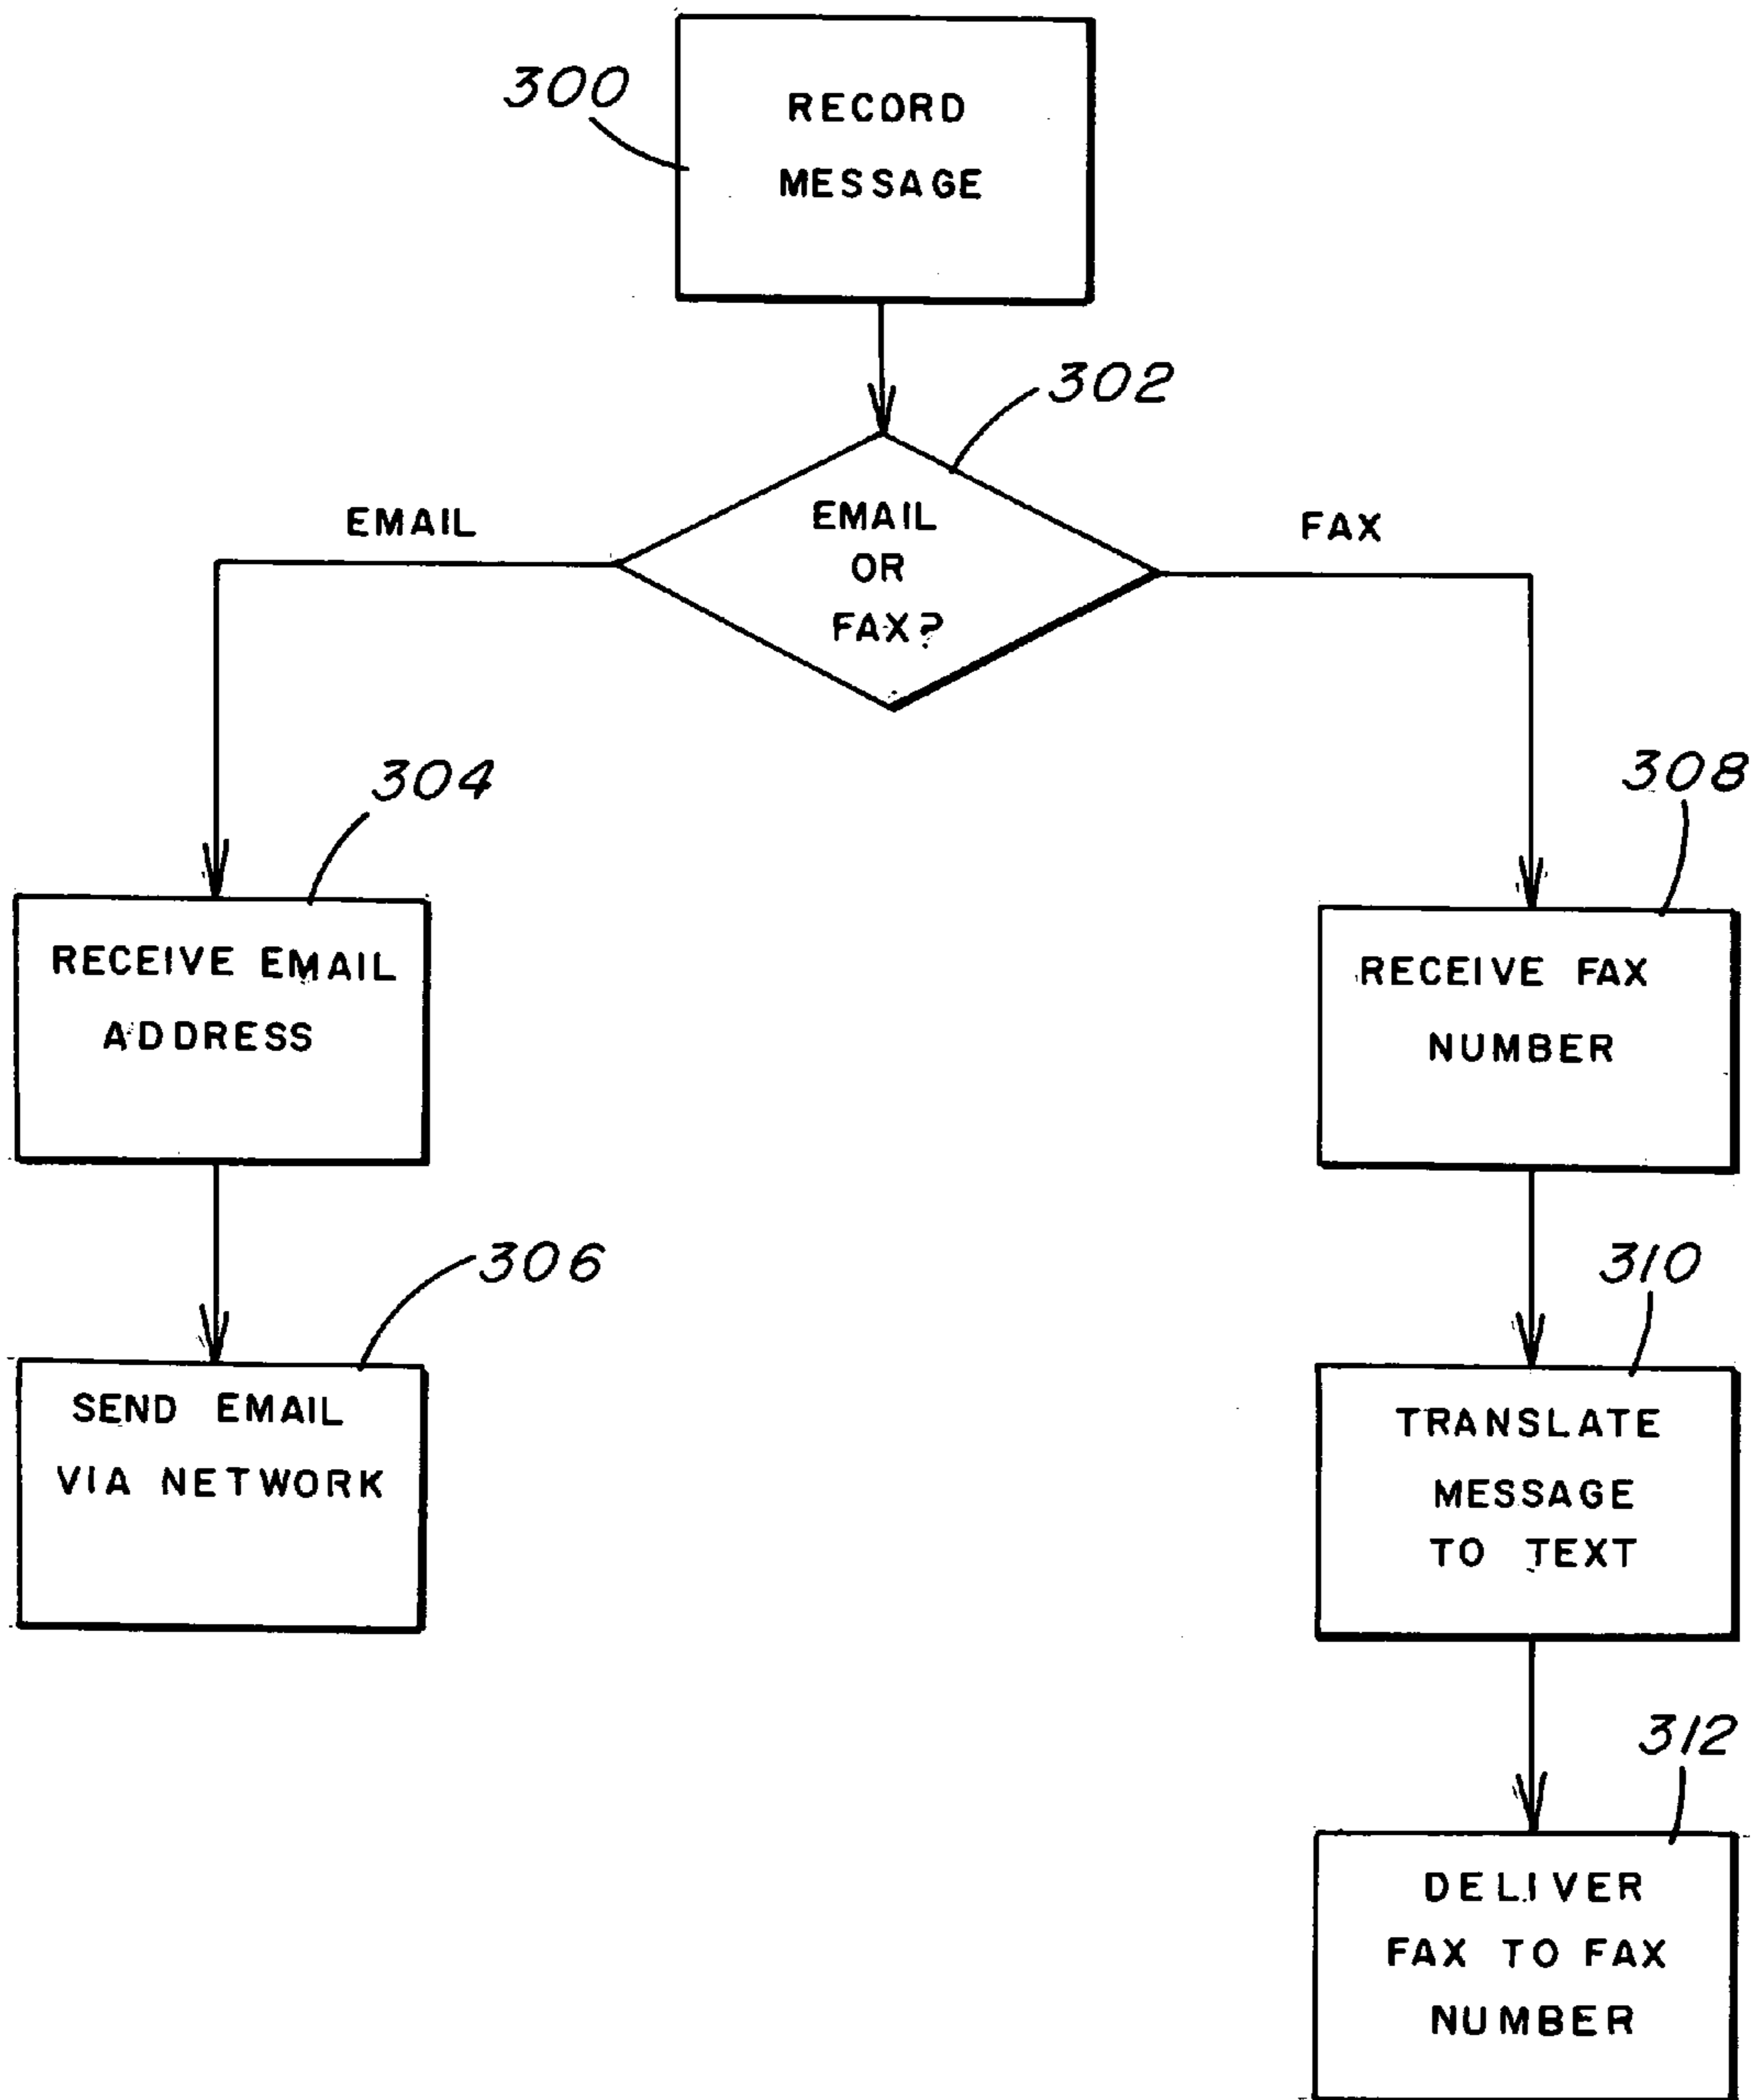 300
RECORD
MESSAGE
302
EMAIL
EMAIL
OR
FAX?
FAX
304
RECEIVE EMAIL
ADDRESS
306
SEND EMAIL
VIA NETWORK
308
RECEIVE FAX
NUMBER
310
TRANSLATE
MESSAGE
TO TEXT
312
DELIVER
FAX TO FAX
NUMBER